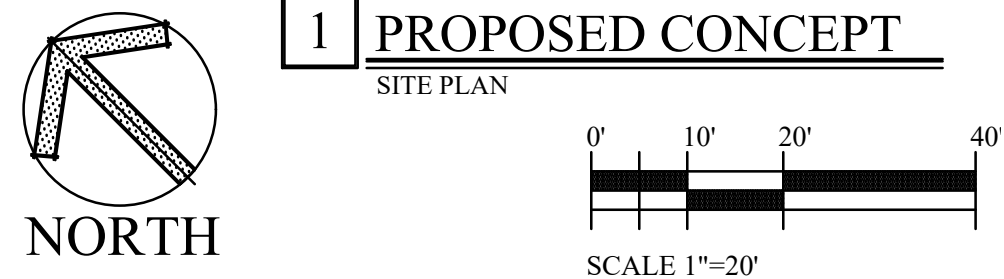 1 PROPOSED CONCEPT
SITE PLAN
0' 10' 20' 40'
SCALE 1"=20'
NORTH